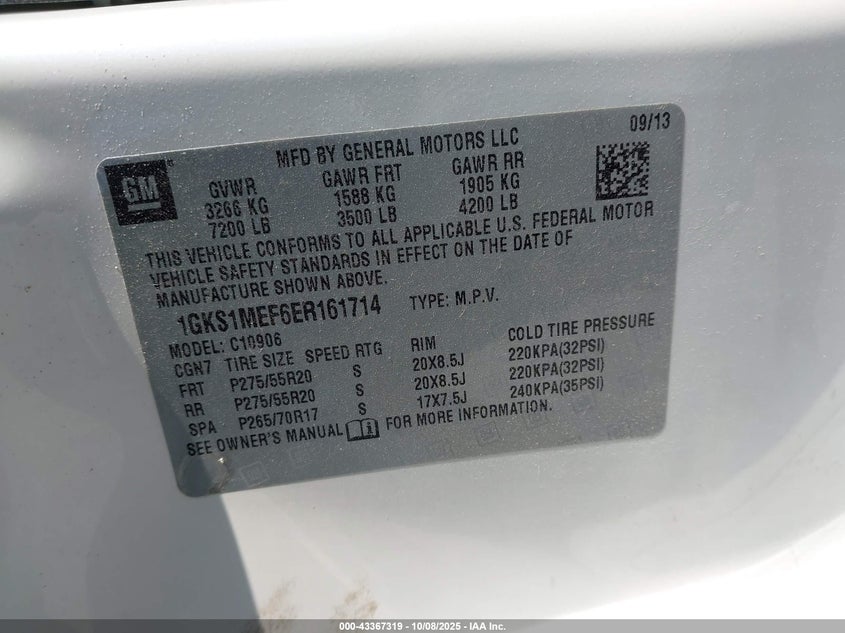 09/13
MFD BY GENERAL MOTORS LLC
GM
GVWR GAWR FRT GAWR RR
3266 KG 1588 KG 1905 KG
7200 LB 3500 LB 4200 LB
THIS VEHICLE CONFORMS TO ALL APPLICABLE U.S. FEDERAL MOTOR
VEHICLE SAFETY STANDARDS IN EFFECT ON THE DATE OF
MANUFACTURE SHOWN ABOVE.
1GKS1MEF6ER161714 TYPE: M.P.V.
MODEL: C10906
CGN7 TIRE SIZE SPEED RTG RIM COLD TIRE PRESSURE
FRT P275/55R20 S 20X8.5J 220KPA(32PSI)
RR P275/55R20 S 20X8.5J 220KPA(32PSI)
SPA P265/70R17 S 17X7.5J 240KPA(35PSI)
SEE OWNER'S MANUAL FOR MORE INFORMATION.
000-43367319 - 10/08/2025 - IAA Inc.